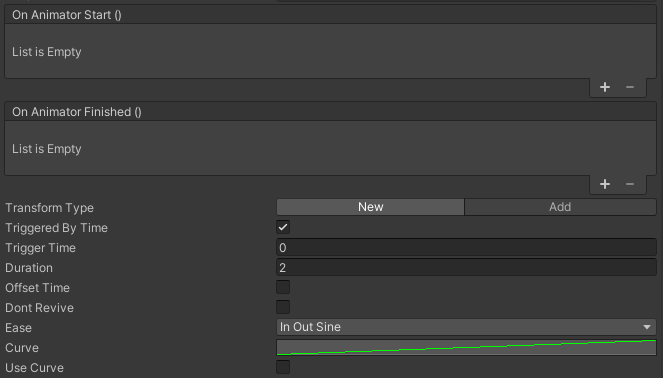 On Animator Start ()
List is Empty
+ −
On Animator Finished ()
List is Empty
+ −
Transform Type New Add
Triggered By Time
Trigger Time 0
Duration 2
Offset Time
Dont Revive
Ease In Out Sine
Curve
Use Curve